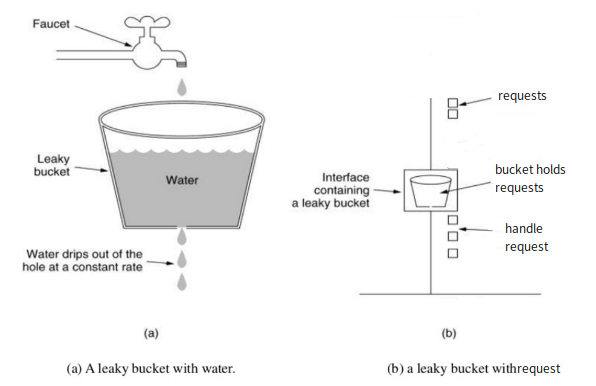 Faucet
requests
Leaky
bucket
Water
Interface
containing
a leaky bucket
bucket holds
requests
handle
request
Water drips out of the
hole at a constant rate
(a)
(b)
(a) A leaky bucket with water.
(b) a leaky bucket withrequest